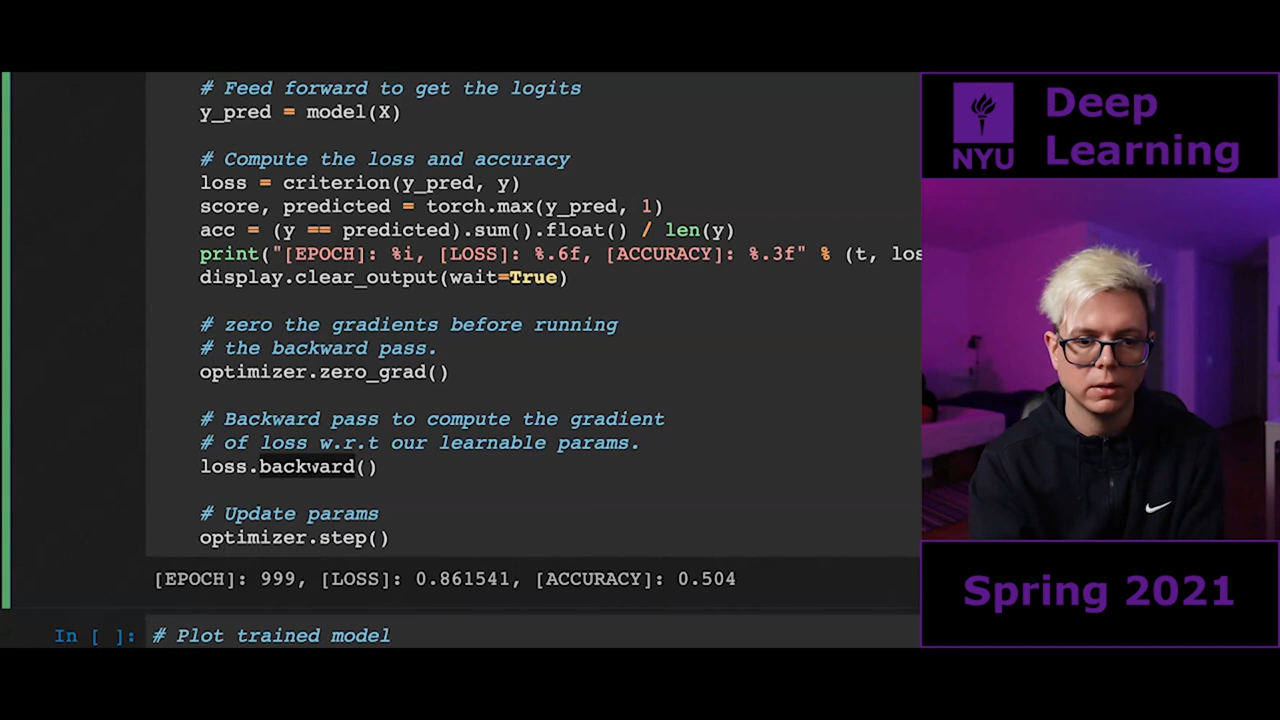 # Feed forward to get the logits
y_pred = model(X)
# Compute the loss and accuracy
loss = criterion(y_pred, y)
score, predicted = torch.max(y_pred, 1)
acc = (y == predicted).sum().float() / len(y)
print("[EPOCH]: %i, [LOSS]: %.6f, [ACCURACY]: %.3f" % (t, los
display.clear_output(wait=True)
# zero the gradients before running
# the backward pass.
optimizer.zero_grad()
# Backward pass to compute the gradient
# of loss w.r.t our learnable params.
loss.backward()
# Update params
optimizer.step()
[EPOCH]: 999, [LOSS]: 0.861541, [ACCURACY]: 0.504
In [ ]: # Plot trained model
NYU
Deep
Learning
Spring 2021